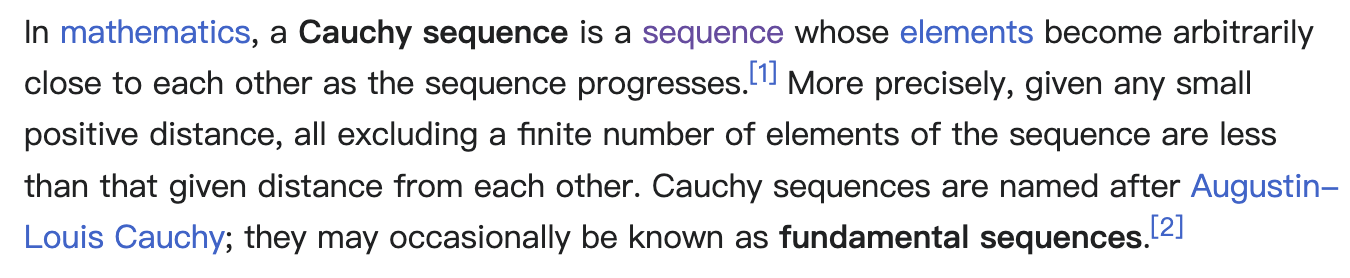 In mathematics, a Cauchy sequence is a sequence whose elements become arbitrarily
close to each other as the sequence progresses.[1] More precisely, given any small
positive distance, all excluding a finite number of elements of the sequence are less
than that given distance from each other. Cauchy sequences are named after Augustin–
Louis Cauchy; they may occasionally be known as fundamental sequences.[2]